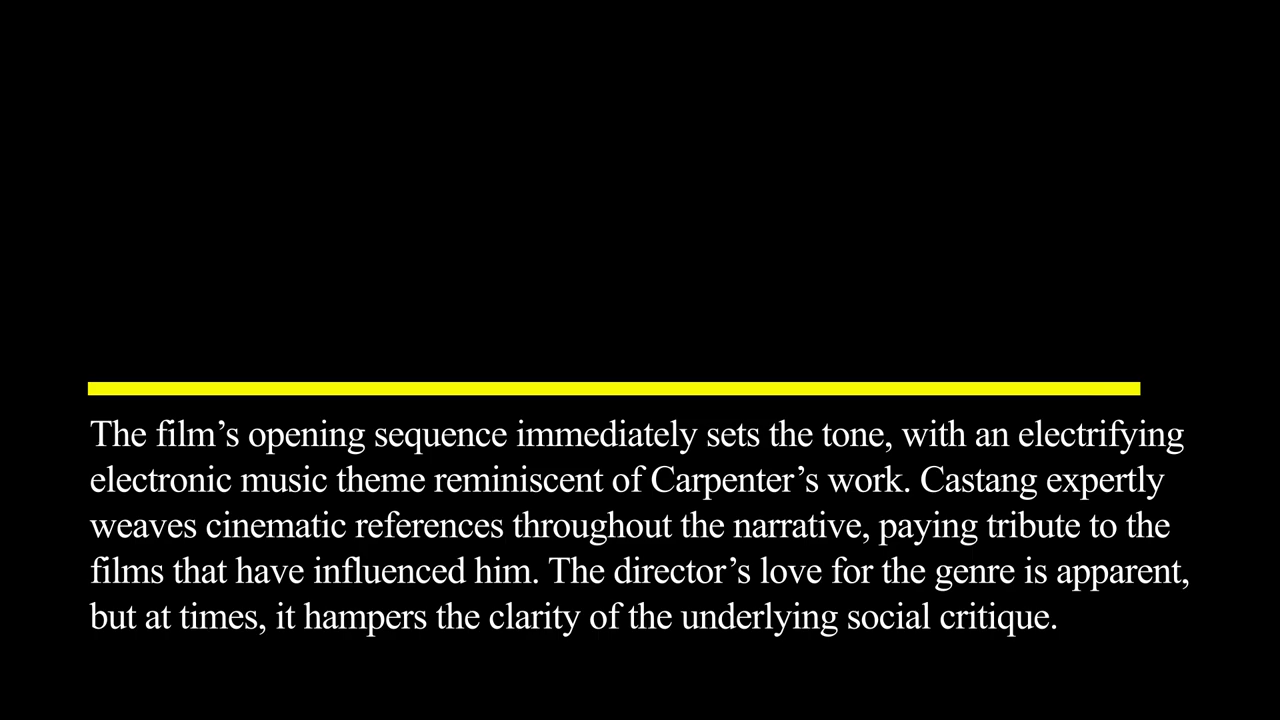 The film’s opening sequence immediately sets the tone, with an electrifying
electronic music theme reminiscent of Carpenter’s work. Castang expertly
weaves cinematic references throughout the narrative, paying tribute to the
films that have influenced him. The director’s love for the genre is apparent,
but at times, it hampers the clarity of the underlying social critique.